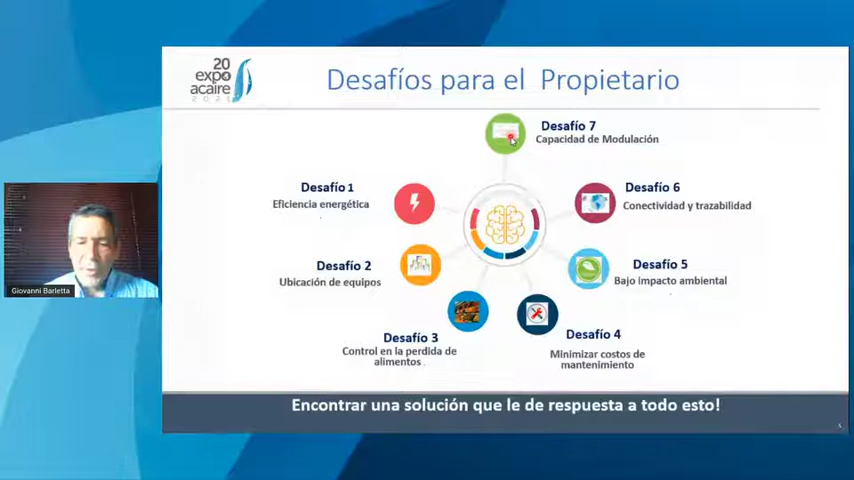 20
expo
acaire
2021
Desafíos para el Propietario
Desafío 7
Capacidad de Modulación
Desafío 1
Eficiencia energética
Desafío 6
Conectividad y trazabilidad
Desafío 2
Ubicación de equipos
Desafío 5
Bajo impacto ambiental
Desafío 3
Control en la perdida de
alimentos .
Desafío 4
Minimizar costos de
mantenimiento
Encontrar una solución que le de respuesta a todo esto!
Giovanni Barletta